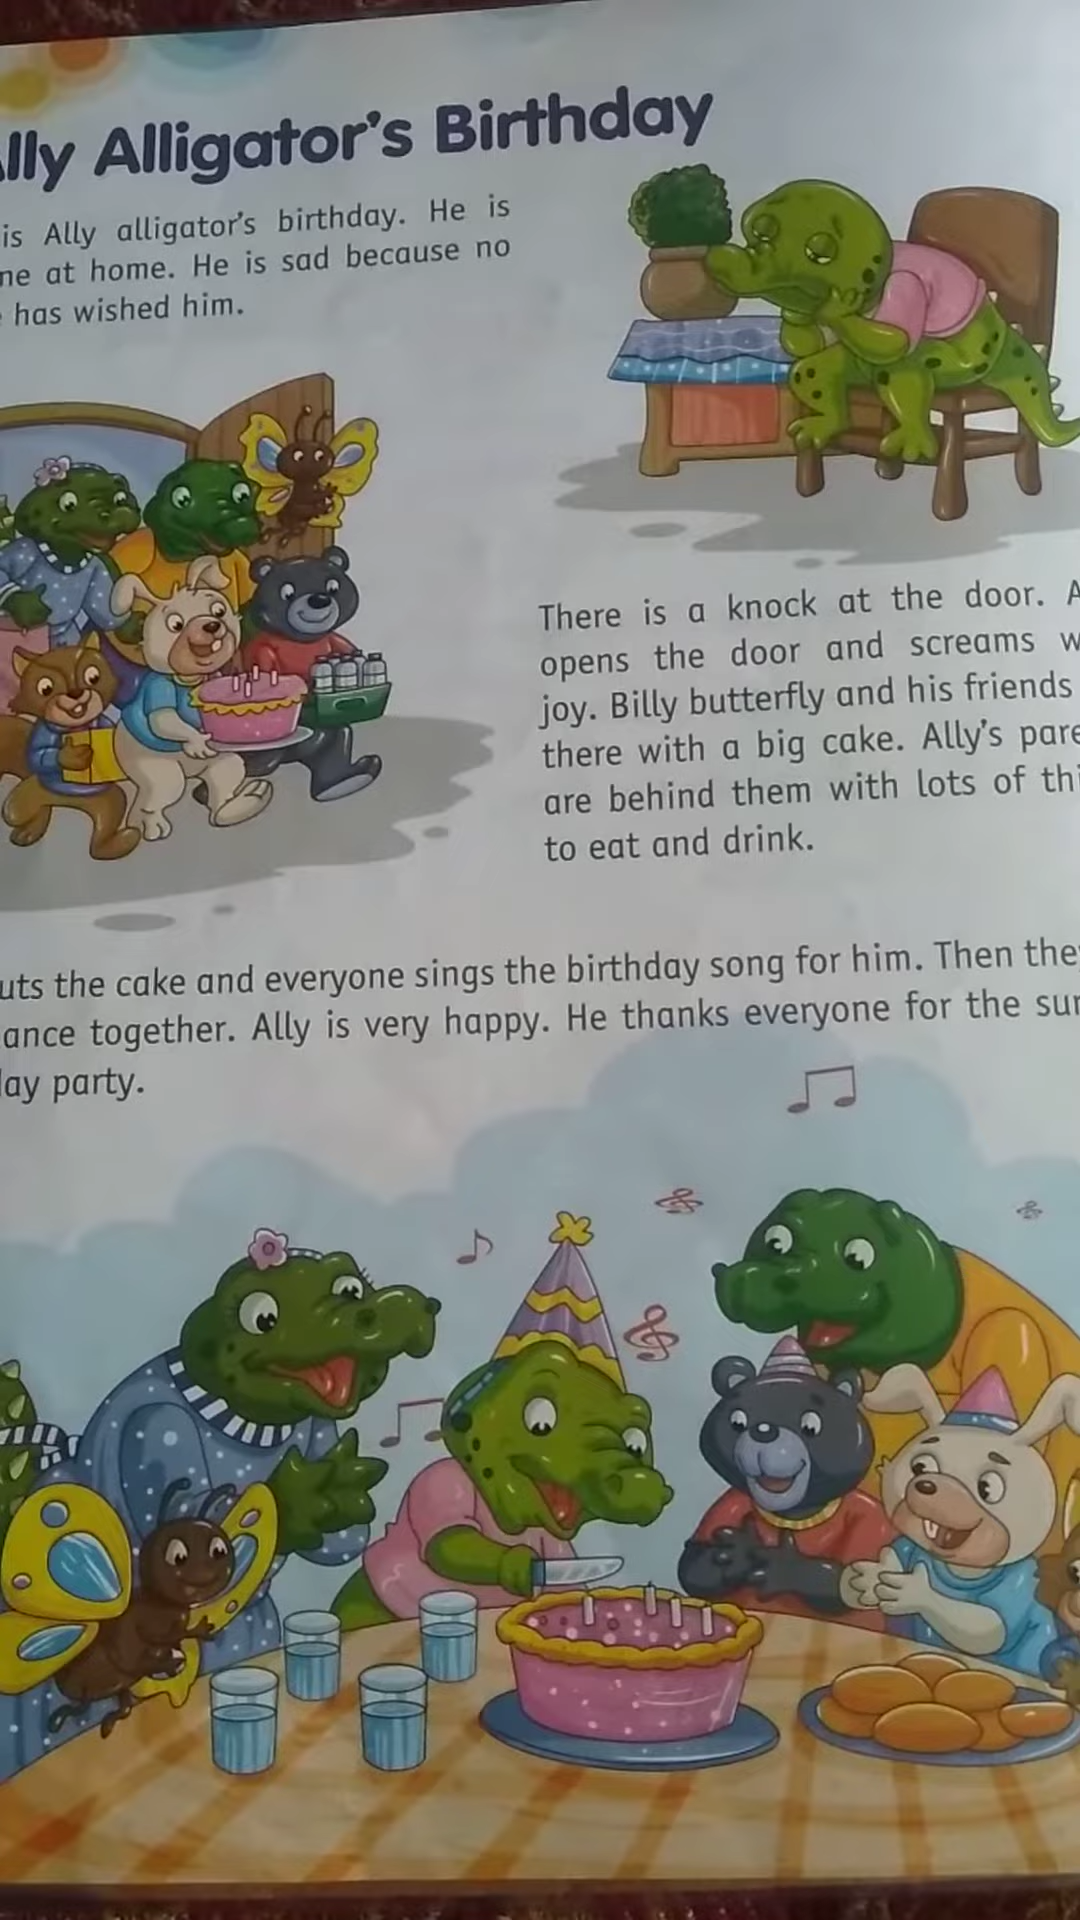 lly Alligator's Birthday
is Ally alligator's birthday. He is
ne at home. He is sad because no
has wished him.
There is a knock at the door. A
opens the door and screams w
joy. Billy butterfly and his friends
there with a big cake. Ally's pare
are behind them with lots of thi
to eat and drink.
uts the cake and everyone sings the birthday song for him. Then the
ance together. Ally is very happy. He thanks everyone for the sur
lay party.